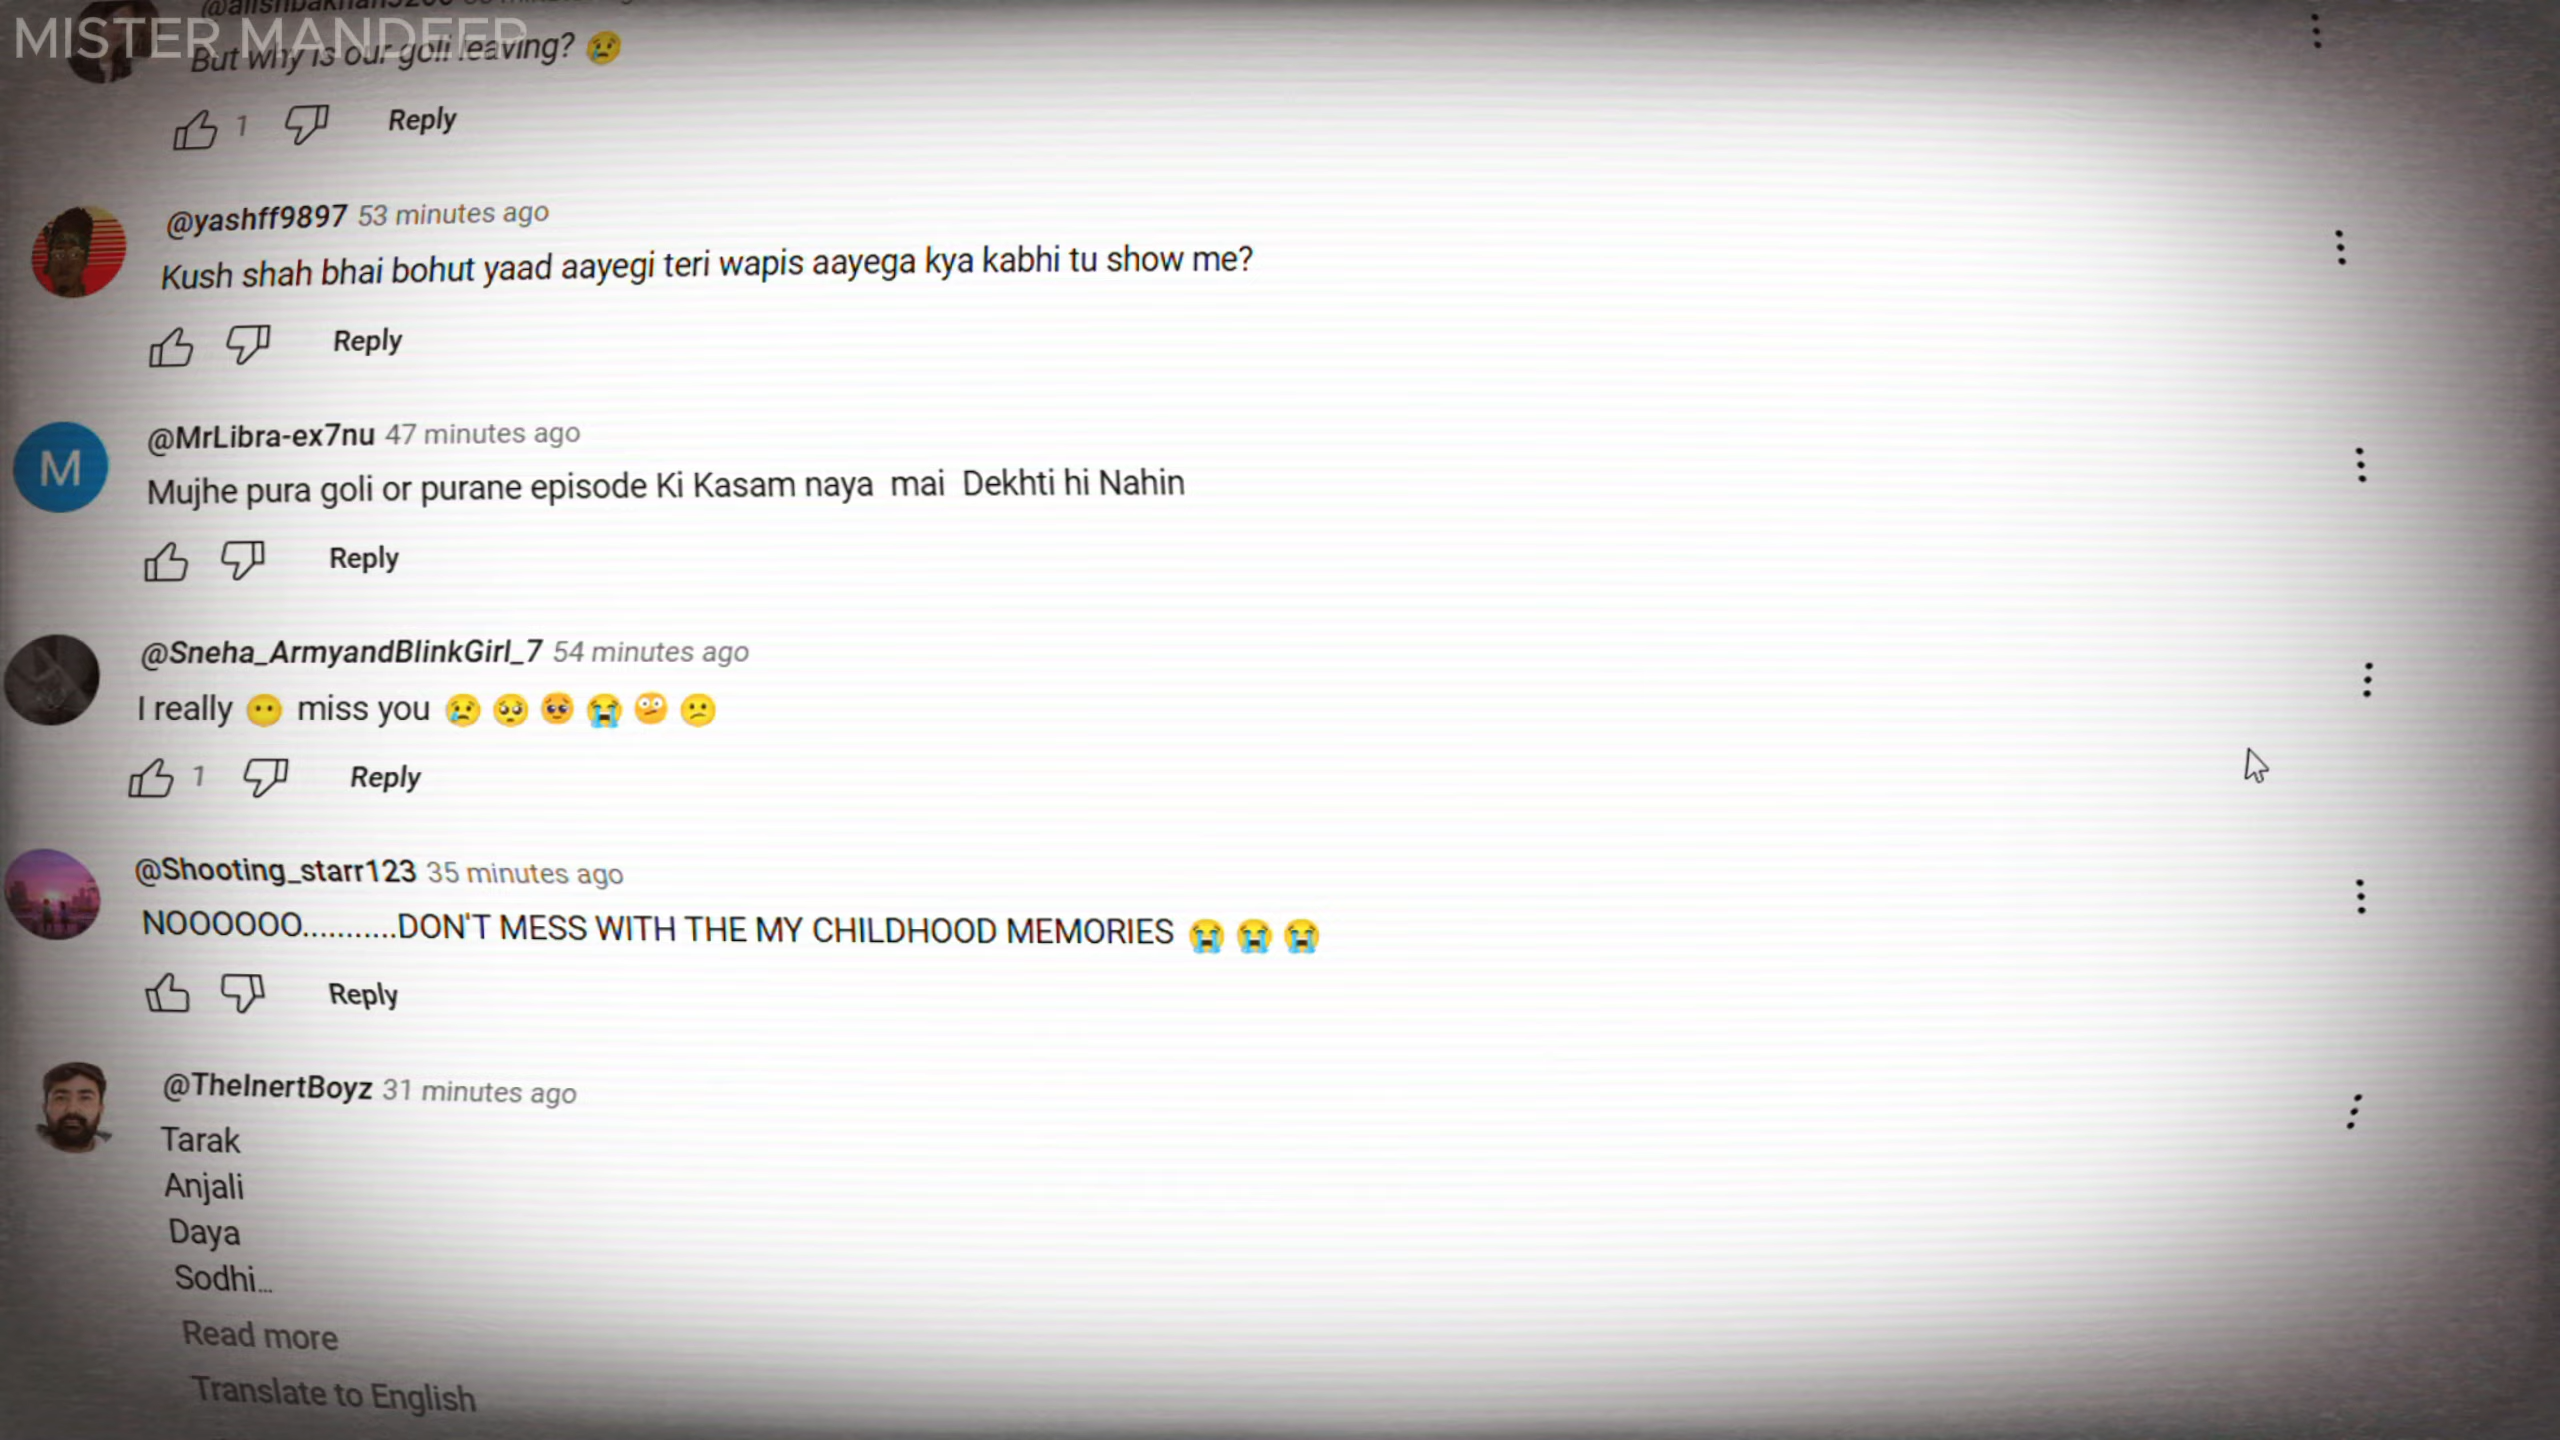 MISTER MANDEEP
But why is our goli leaving? 😢
1 Reply
@yashff9897 53 minutes ago
Kush shah bhai bohut yaad aayegi teri wapis aayega kya kabhi tu show me?
Reply
M
@MrLibra-ex7nu 47 minutes ago
Mujhe pura goli or purane episode Ki Kasam naya mai Dekhti hi Nahin
Reply
@Sneha_ArmyandBlinkGirl_7 54 minutes ago
I really 😶 miss you 😢 🥺 🥹 😭 🫤 😕
1 Reply
@Shooting_starr123 35 minutes ago
NOOOOOO...........DON'T MESS WITH THE MY CHILDHOOD MEMORIES 😭 😭 😭
Reply
@TheInertBoyz 31 minutes ago
Tarak
Anjali
Daya
Sodhi...
Read more
Translate to English